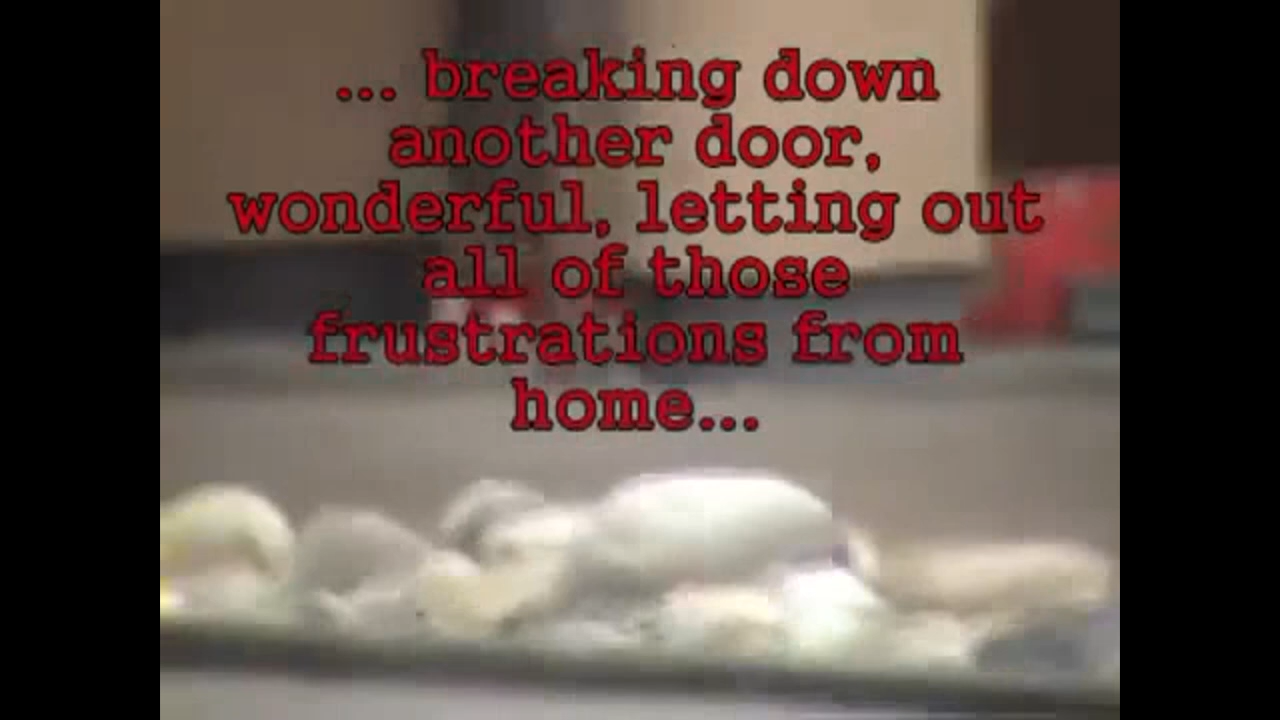 ... breaking down
another door,
wonderful, letting out
all of those
frustrations from
home...